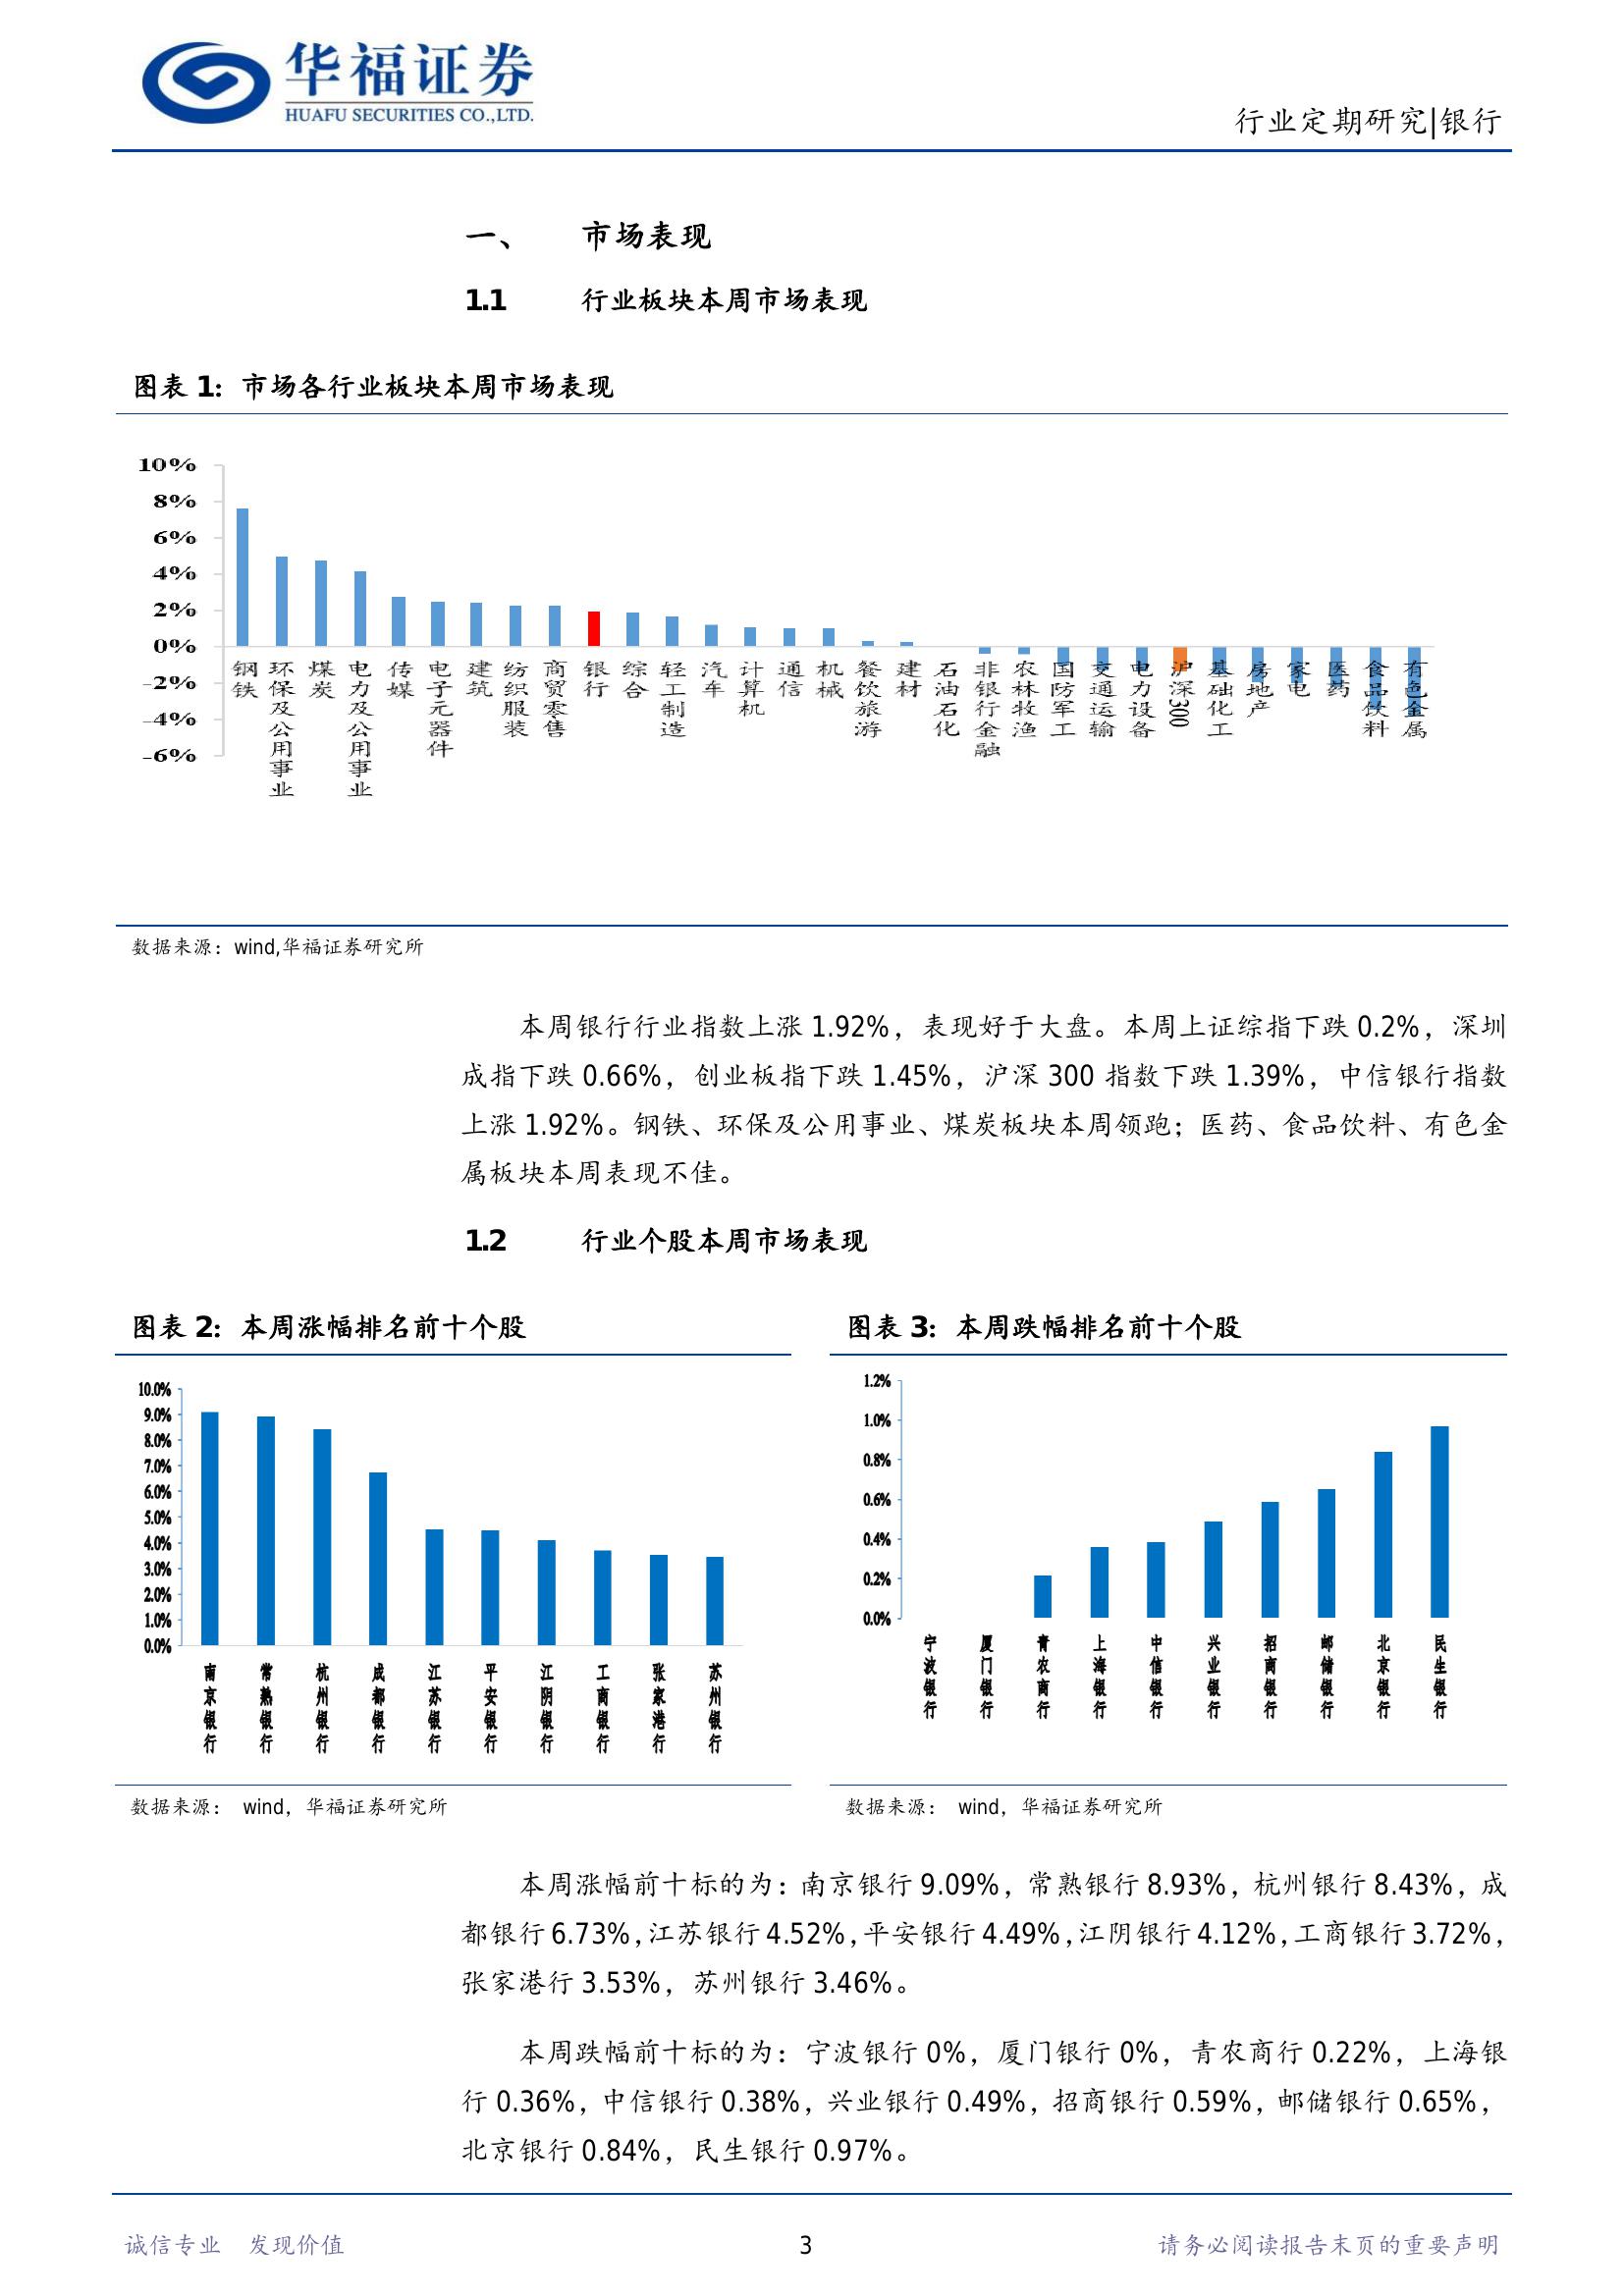 华福证券
HUAFU SECURITIES CO.,LTD.
行业定期研究|银行
一、 市场表现
1.1 行业板块本周市场表现
图表 1：市场各行业板块本周市场表现
10%
8%
6%
4%
2%
0%
-2%
-4%
-6%
钢铁
环保及公用事业
煤炭
电力及公用事业
传媒
电子元器件
建筑
纺织服装
商贸零售
银行
综合
轻工制造
汽车
计算机
通信
机械
餐饮旅游
建材
石油石化
非银行金融
农林牧渔
国防军工
交通运输
电力设备
沪深300
基础化工
房地产
家电
医药
食品饮料
有色金属
数据来源：wind,华福证券研究所
本周银行行业指数上涨 1.92%，表现好于大盘。本周上证综指下跌 0.2%，深圳
成指下跌 0.66%，创业板指下跌 1.45%，沪深 300 指数下跌 1.39%，中信银行指数
上涨 1.92%。钢铁、环保及公用事业、煤炭板块本周领跑；医药、食品饮料、有色金
属板块本周表现不佳。
1.2 行业个股本周市场表现
图表 2：本周涨幅排名前十个股
10.0%
9.0%
8.0%
7.0%
6.0%
5.0%
4.0%
3.0%
2.0%
1.0%
0.0%
南京银行
常熟银行
杭州银行
成都银行
江苏银行
平安银行
江阴银行
工商银行
张家港行
苏州银行
数据来源： wind，华福证券研究所
图表 3：本周跌幅排名前十个股
1.2%
1.0%
0.8%
0.6%
0.4%
0.2%
0.0%
宁波银行
厦门银行
青农商行
上海银行
中信银行
兴业银行
招商银行
邮储银行
北京银行
民生银行
数据来源： wind，华福证券研究所
本周涨幅前十标的为：南京银行 9.09%，常熟银行 8.93%，杭州银行 8.43%，成
都银行 6.73%，江苏银行 4.52%，平安银行 4.49%，江阴银行 4.12%，工商银行 3.72%，
张家港行 3.53%，苏州银行 3.46%。
本周跌幅前十标的为：宁波银行 0%，厦门银行 0%，青农商行 0.22%，上海银
行 0.36%，中信银行 0.38%，兴业银行 0.49%，招商银行 0.59%，邮储银行 0.65%，
北京银行 0.84%，民生银行 0.97%。
诚信专业 发现价值
3
请务必阅读报告末页的重要声明